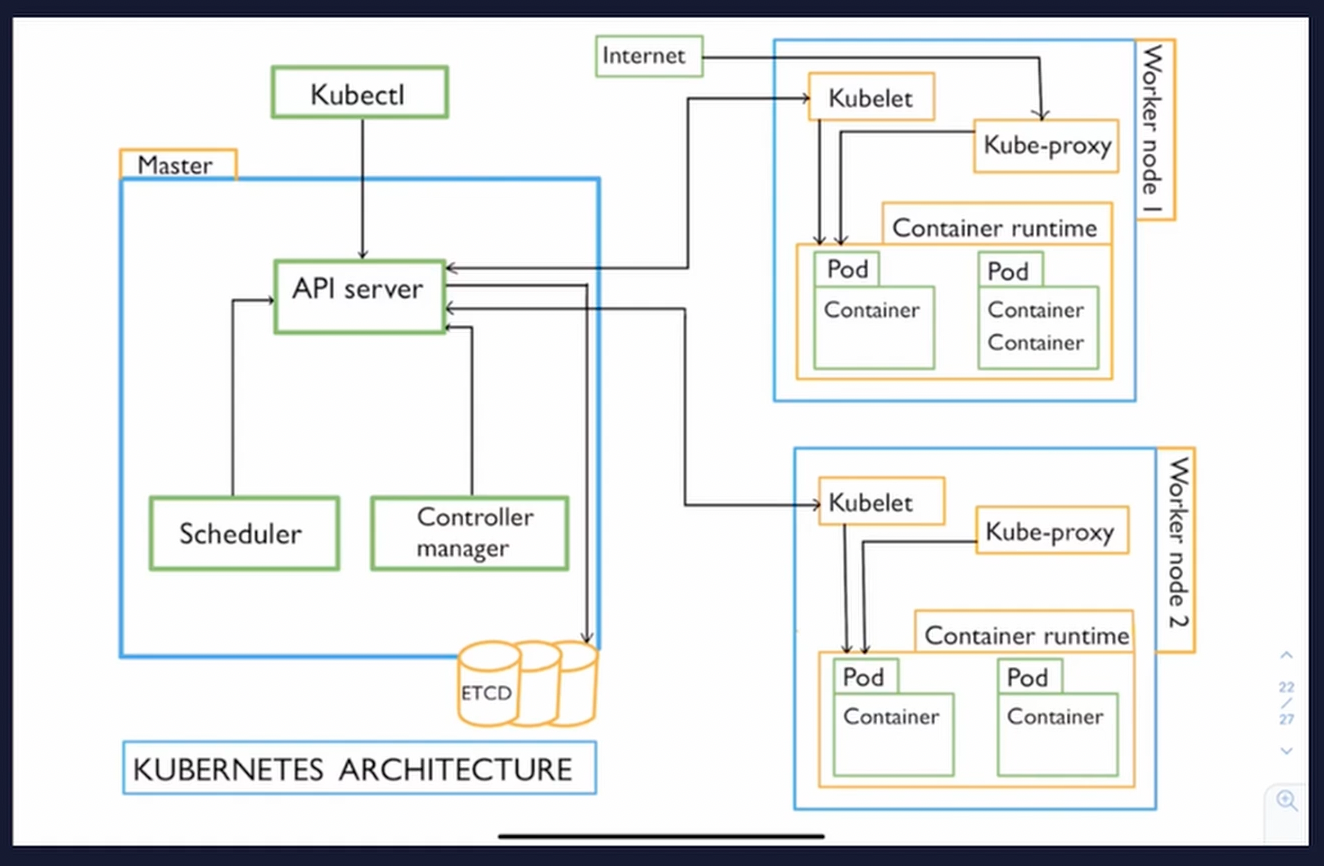 Internet
Kubectl
Master
API server
Scheduler
Controller
manager
ETCD
KUBERNETES ARCHITECTURE
Worker node 1
Kubelet
Kube-proxy
Container runtime
Pod
Container
Pod
Container
Container
Worker node 2
Kubelet
Kube-proxy
Container runtime
Pod
Container
Pod
Container
22
/
27